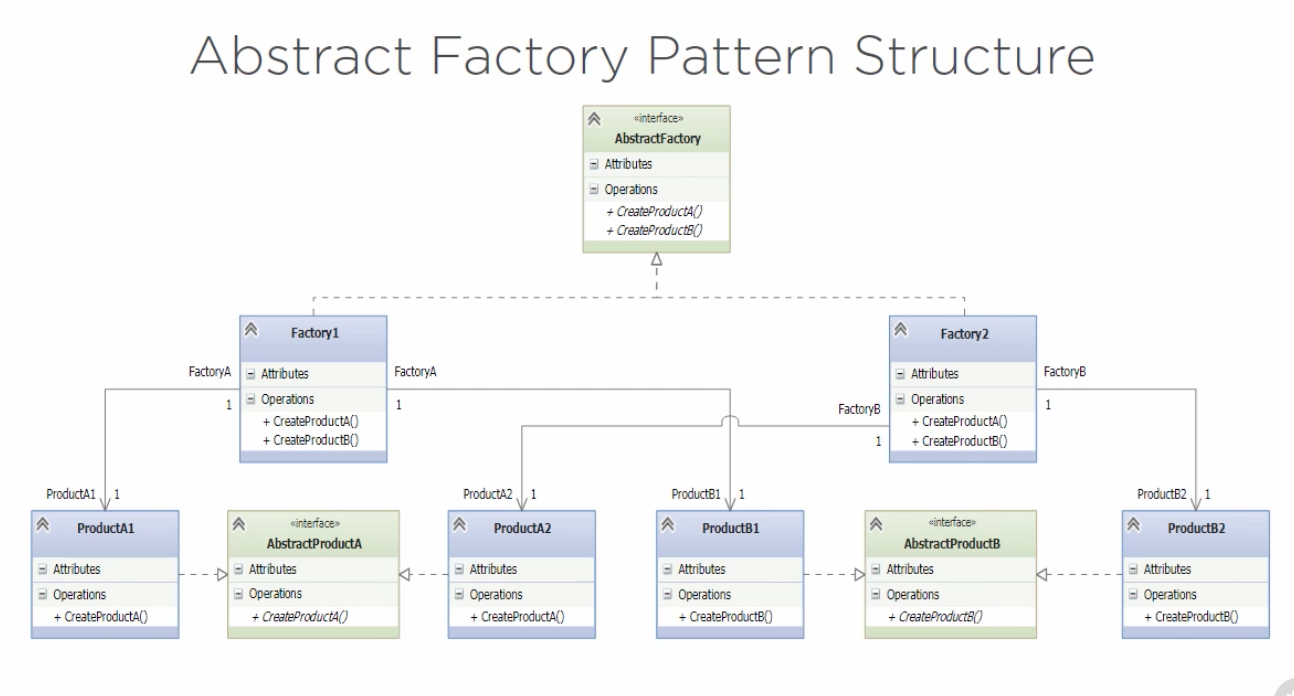 Abstract Factory Pattern Structure
«interface»
AbstractFactory
Attributes
Operations
+ CreateProductA()
+ CreateProductB()
Factory1
Attributes
Operations
+ CreateProductA()
+ CreateProductB()
FactoryA
1
FactoryA
1
Factory2
Attributes
Operations
+ CreateProductA()
+ CreateProductB()
FactoryB
1
FactoryB
1
ProductA1 1
ProductA1
Attributes
Operations
+ CreateProductA()
«interface»
AbstractProductA
Attributes
Operations
+ CreateProductA()
ProductA2 1
ProductA2
Attributes
Operations
+ CreateProductA()
ProductB1 1
ProductB1
Attributes
Operations
+ CreateProductB()
«interface»
AbstractProductB
Attributes
Operations
+ CreateProductB()
ProductB2 1
ProductB2
Attributes
Operations
+ CreateProductB()